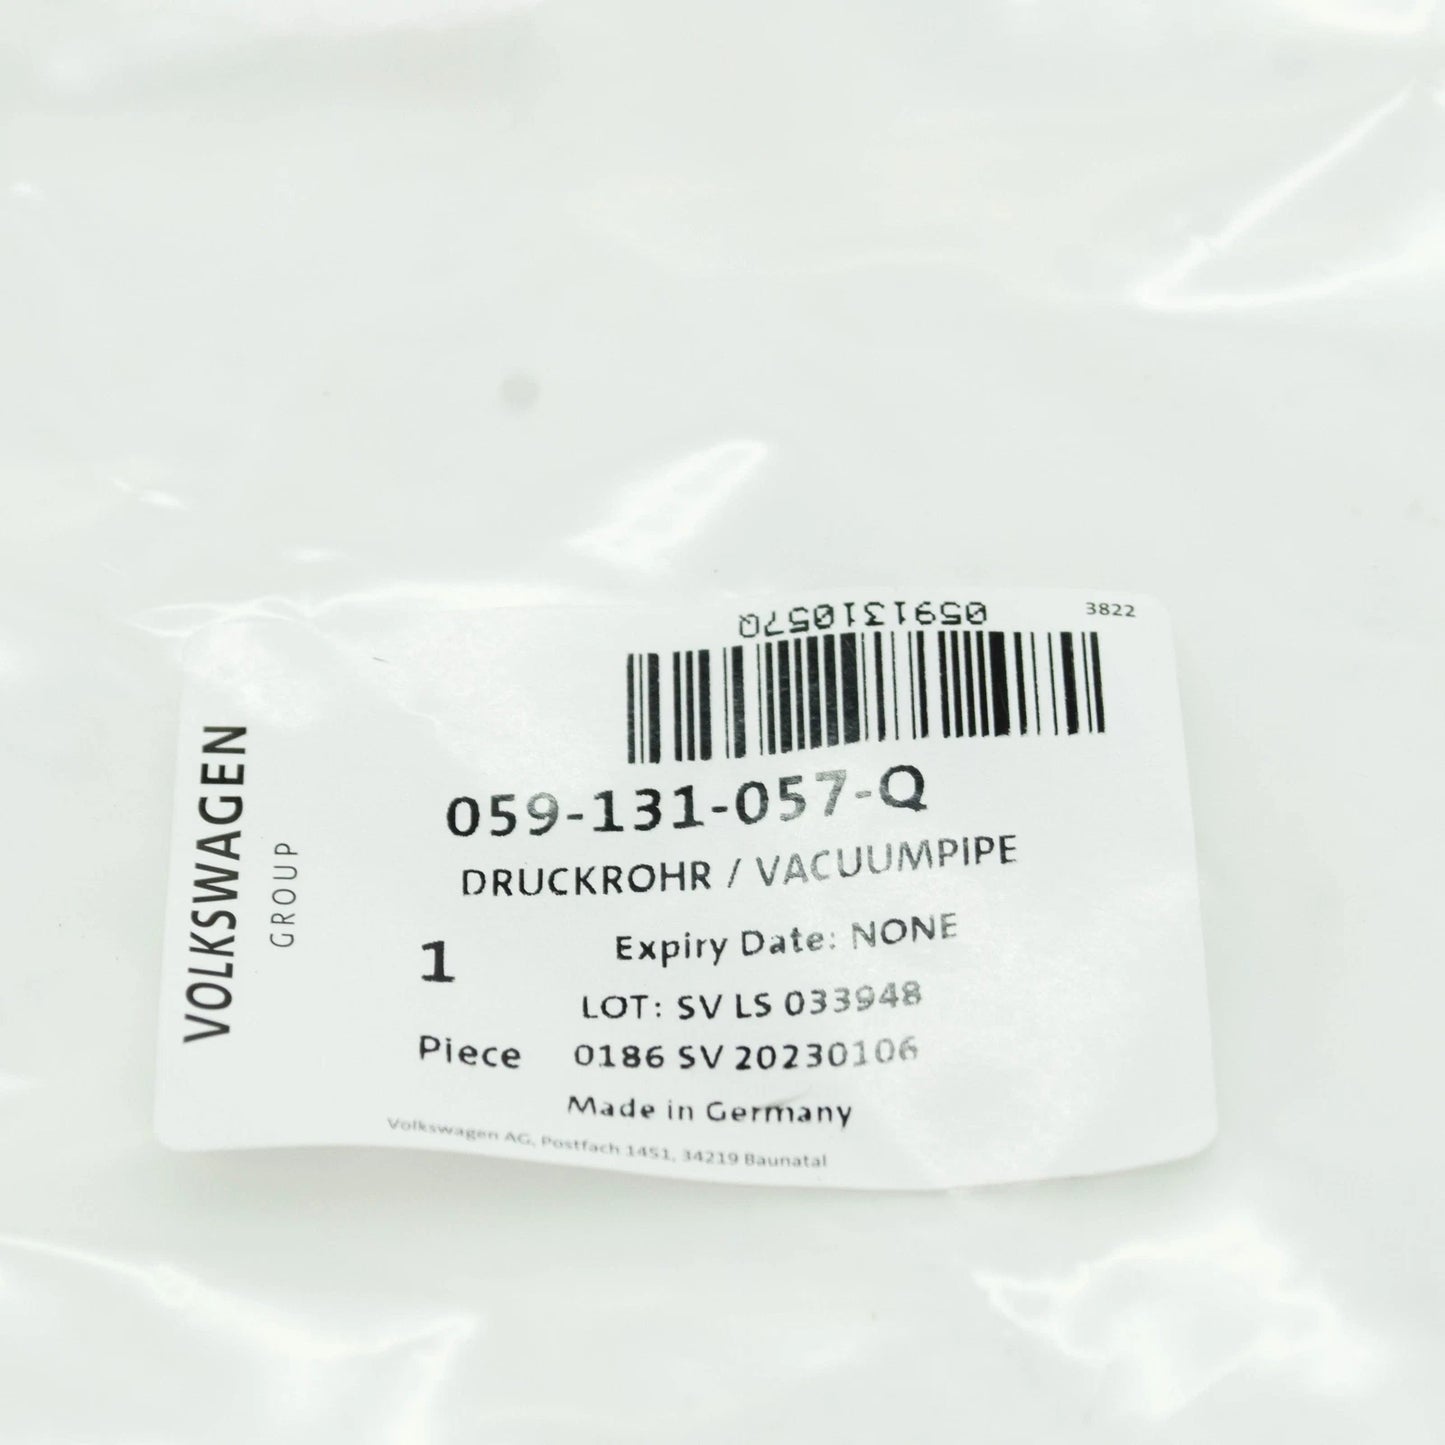 059131057Q
3822
VOLKSWAGEN
GROUP
059-131-057-Q
DRUCKROHR / VACUUMPIPE
1
Expiry Date: NONE
LOT: SV LS 033948
Piece
0186 SV 20230106
Made in Germany
Volkswagen AG, Postfach 1451, 34219 Baunatal